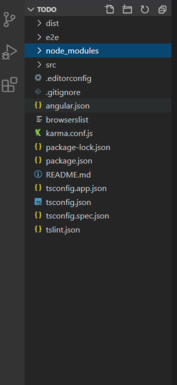 TODO
dist
e2e
node_modules
src
.editorconfig
.gitignore
angular.json
browserslist
karma.conf.js
package-lock.json
package.json
README.md
tsconfig.app.json
tsconfig.json
tsconfig.spec.json
tslint.json